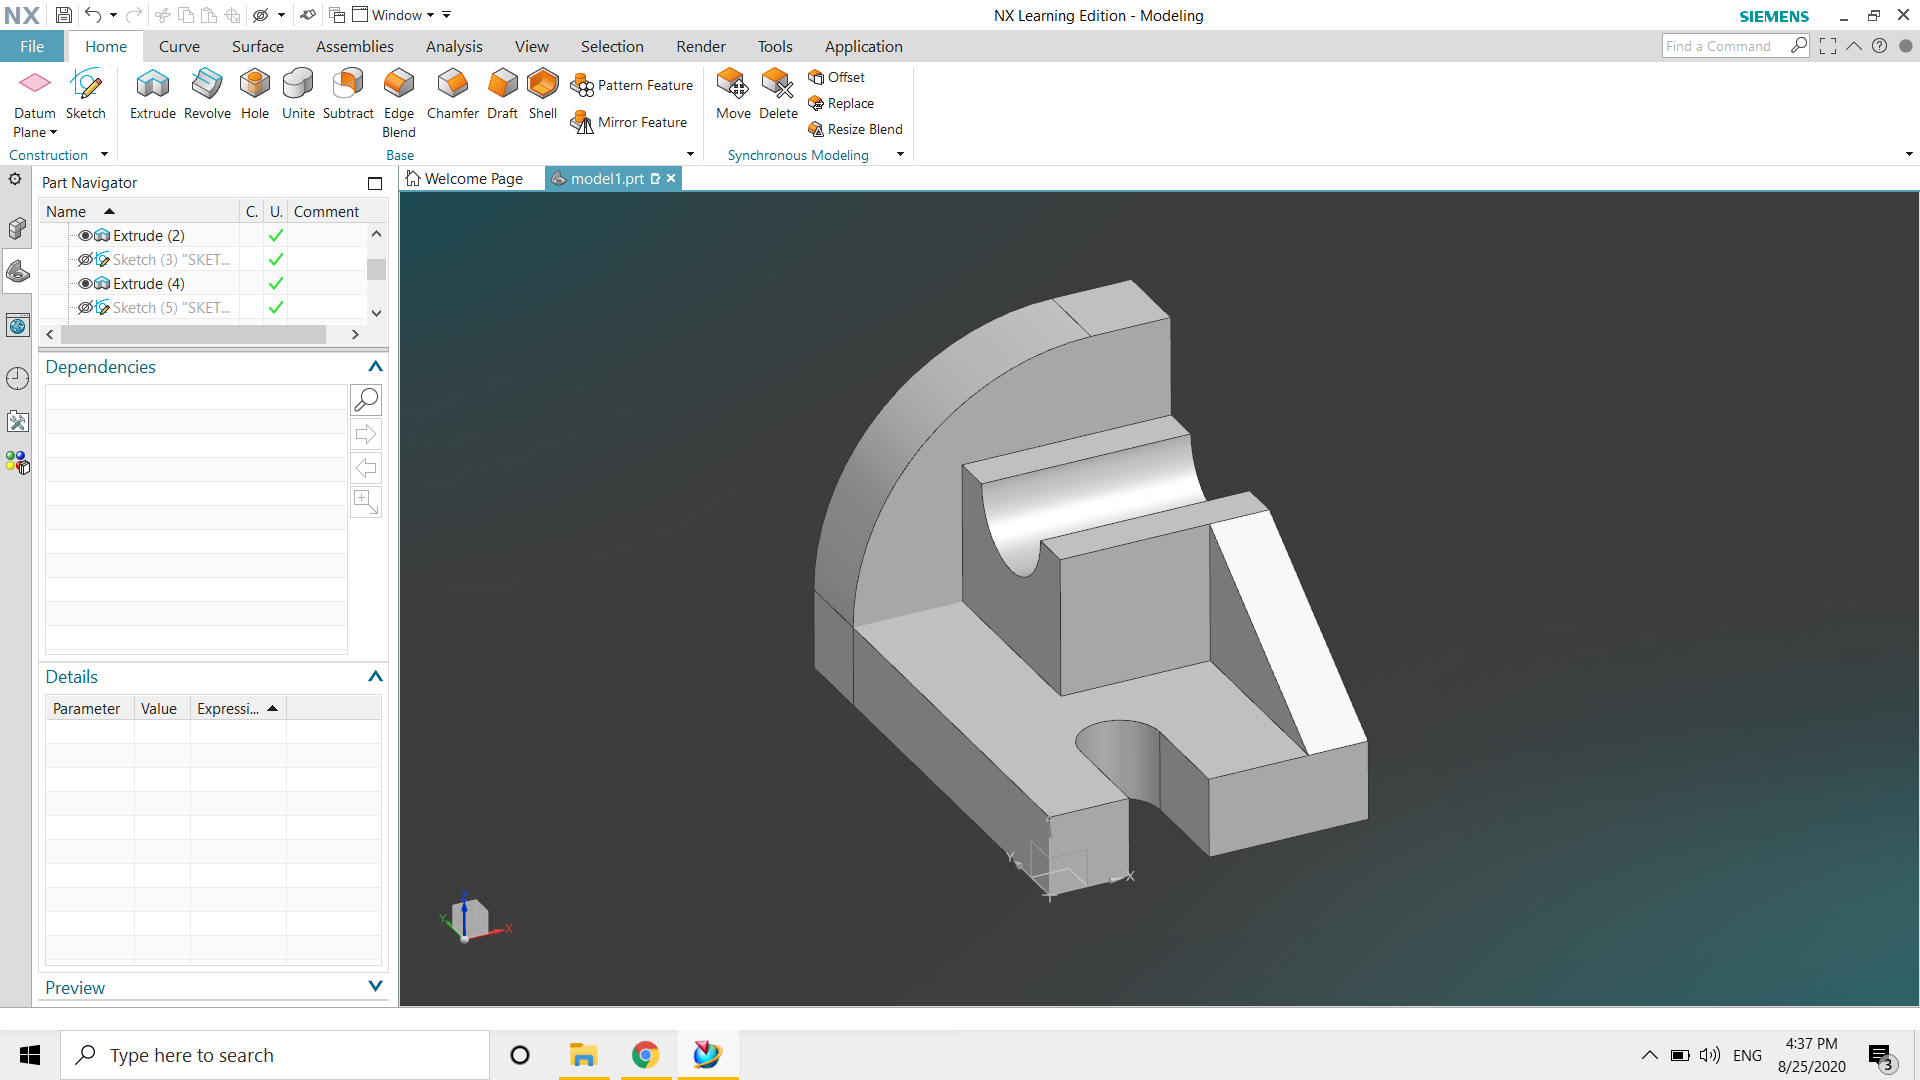 NX Window NX Learning Edition - Modeling SIEMENS
File Home Curve Surface Assemblies Analysis View Selection Render Tools Application Find a Command
Datum Plane Sketch Extrude Revolve Hole Unite Subtract Edge Blend Chamfer Draft Shell Pattern Feature Mirror Feature Move Delete Offset Replace Resize Blend
Construction Base Synchronous Modeling
Part Navigator Welcome Page model1.prt
Name C. U. Comment
Extrude (2)
Sketch (3) "SKET...
Extrude (4)
Sketch (5) "SKET...
Dependencies
Details
Parameter Value Expressi...
Y X
Z
Y X
Preview
Type here to search ENG 4:37 PM
8/25/2020 3